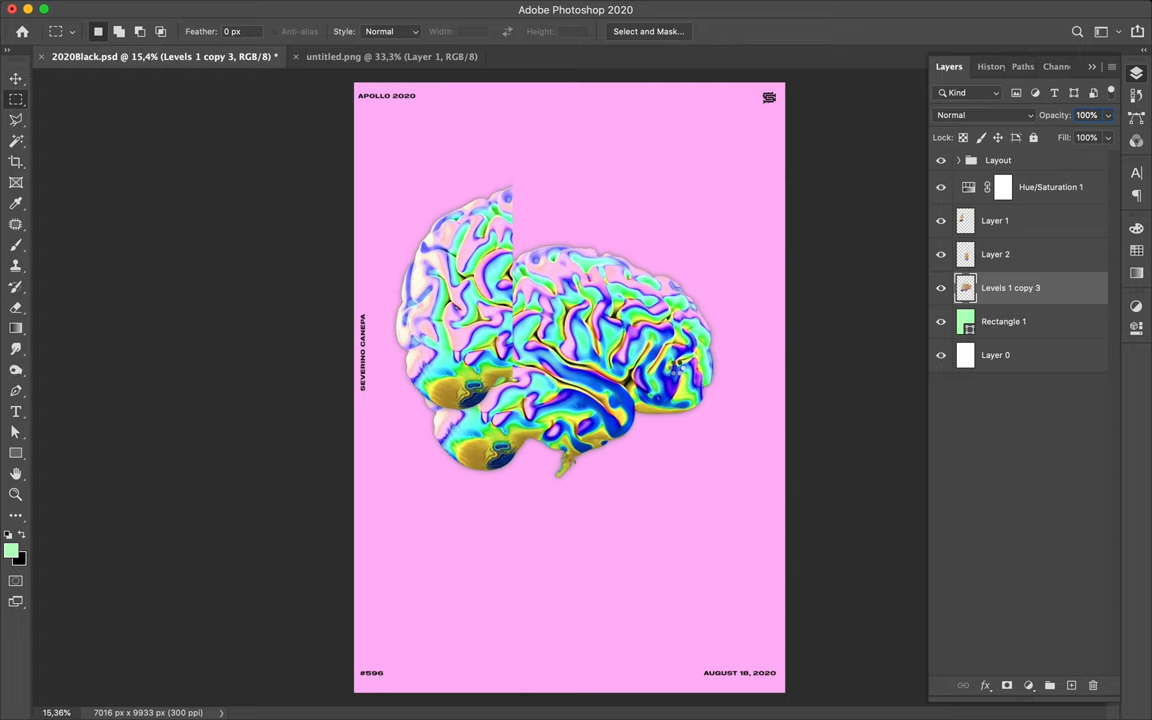 Adobe Photoshop 2020
Feather: 0 px
Anti-alias
Style: Normal
Width:
Height:
Select and Mask...
2020Black.psd @ 15,4% (Levels 1 copy 3, RGB/8) *
untitled.png @ 33,3% (Layer 1, RGB/8)
Layers
Histor
Paths
Chann
Kind
Normal
Opacity: 100%
Lock:
Fill: 100%
Layout
Hue/Saturation 1
Layer 1
Layer 2
Levels 1 copy 3
Rectangle 1
Layer 0
APOLLO 2020
SEVERINO CANEPA
#596
AUGUST 18, 2020
15,36%
7016 px x 9933 px (300 ppi)